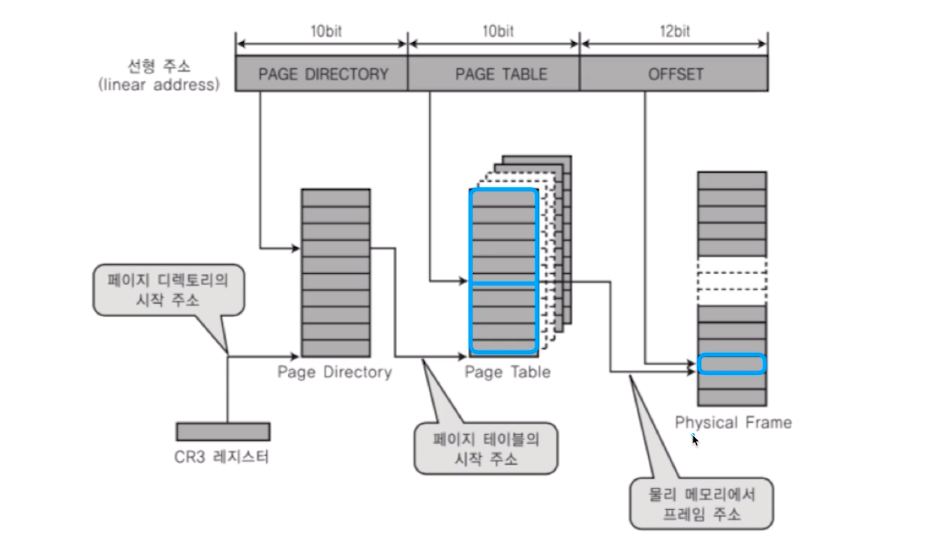 10bit
10bit
12bit
선형 주소
(linear address)
PAGE DIRECTORY
PAGE TABLE
OFFSET
페이지 디렉토리의
시작 주소
Page Directory
Page Table
CR3 레지스터
페이지 테이블의
시작 주소
Physical Frame
물리 메모리에서
프레임 주소